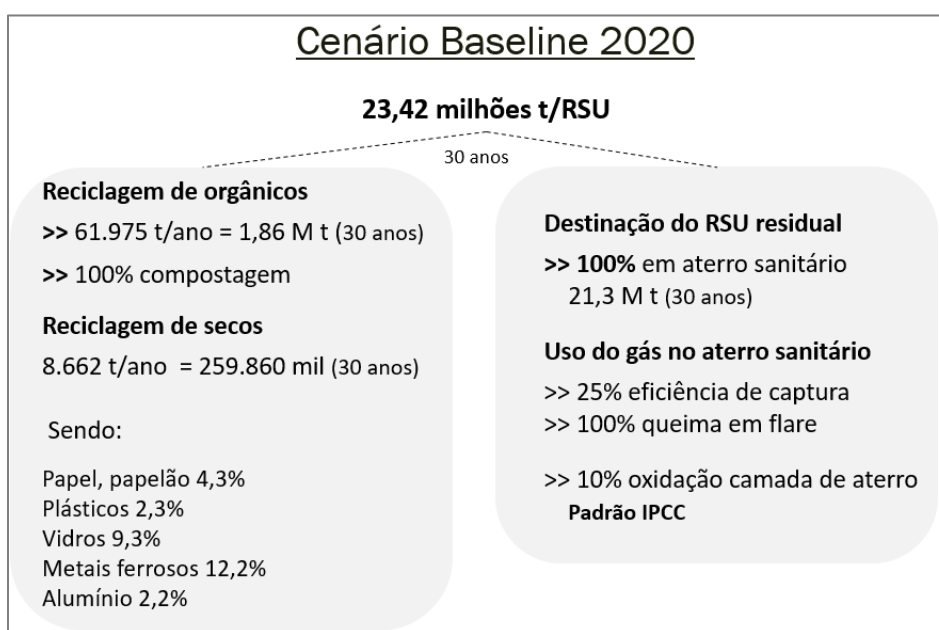 Cenário Baseline 2020
23,42 milhões t/RSU
30 anos
Reciclagem de orgânicos
>> 61.975 t/ano = 1,86 M t (30 anos)
>> 100% compostagem
Reciclagem de secos
8.662 t/ano = 259.860 mil (30 anos)
Sendo:
Papel, papelão 4,3%
Plásticos 2,3%
Vidros 9,3%
Metais ferrosos 12,2%
Alumínio 2,2%
Destinação do RSU residual
>> 100% em aterro sanitário
21,3 M t (30 anos)
Uso do gás no aterro sanitário
>> 25% eficiência de captura
>> 100% queima em flare
>> 10% oxidação camada de aterro
Padrão IPCC